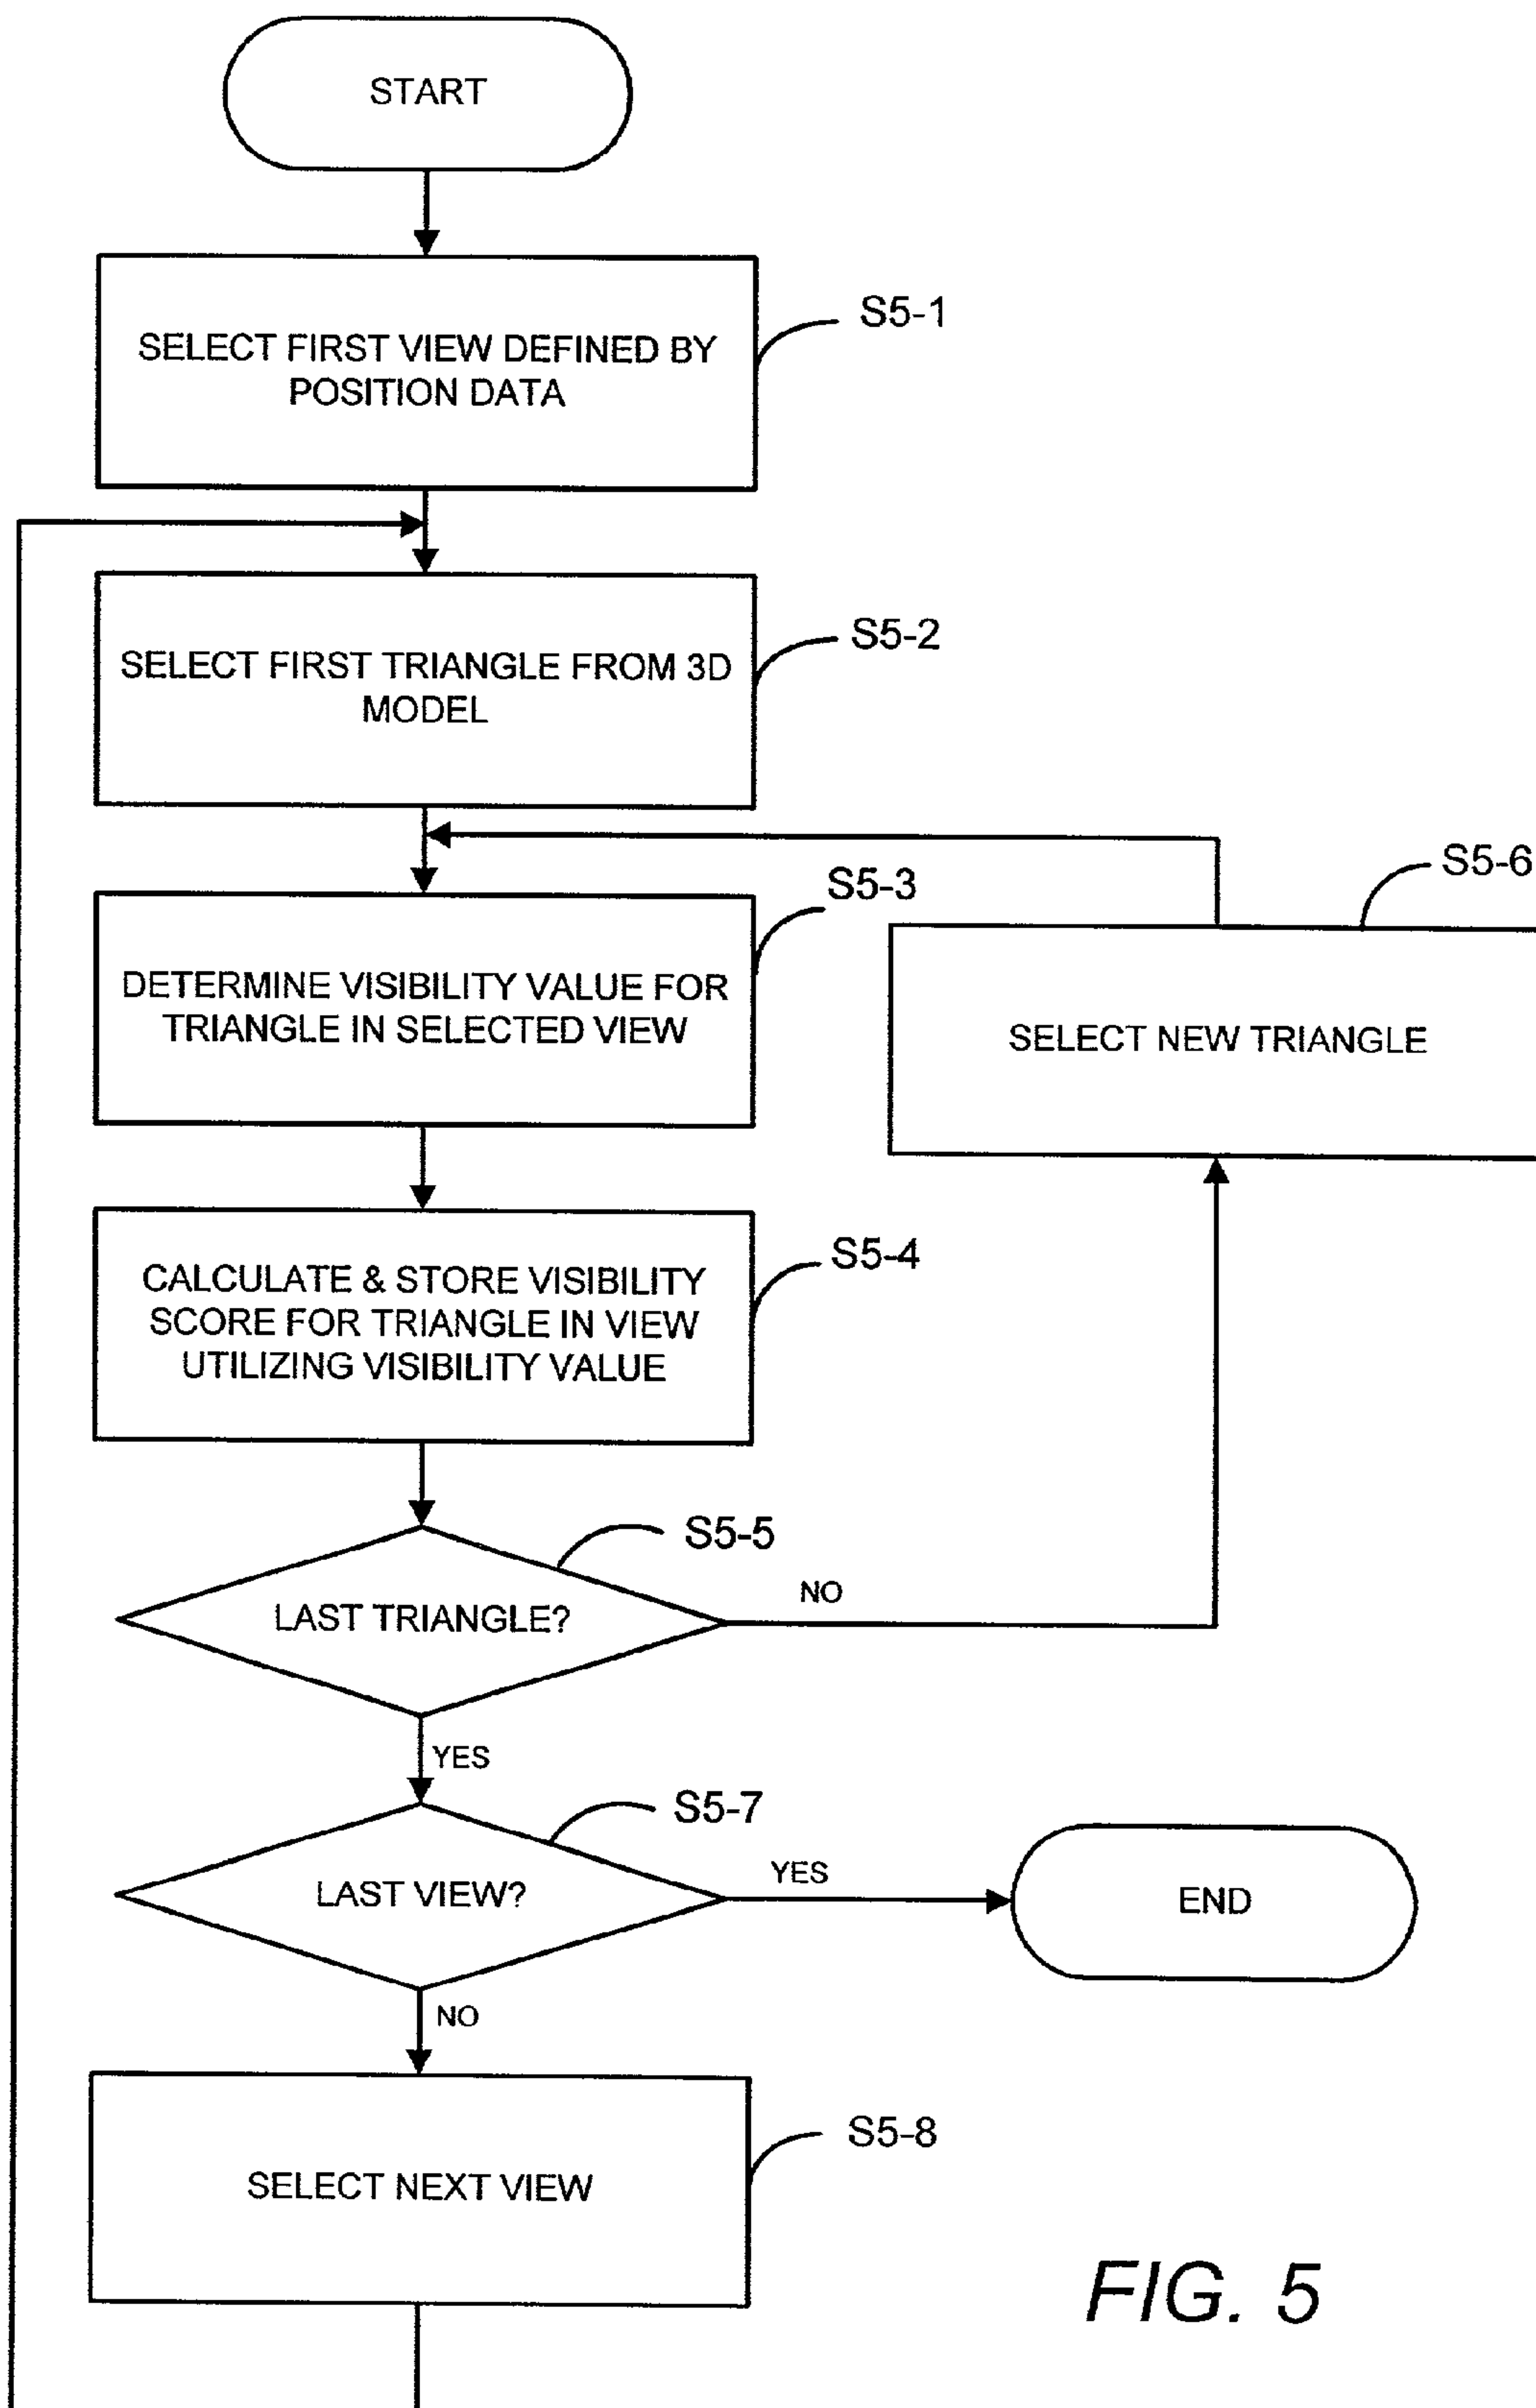 START
SELECT FIRST VIEW DEFINED BY
POSITION DATA
S5-1
SELECT FIRST TRIANGLE FROM 3D
MODEL
S5-2
DETERMINE VISIBILITY VALUE FOR
TRIANGLE IN SELECTED VIEW
S5-3
SELECT NEW TRIANGLE
S5-6
CALCULATE & STORE VISIBILITY
SCORE FOR TRIANGLE IN VIEW
UTILIZING VISIBILITY VALUE
S5-4
LAST TRIANGLE?
S5-5
NO
YES
LAST VIEW?
S5-7
YES
END
NO
SELECT NEXT VIEW
S5-8
FIG. 5